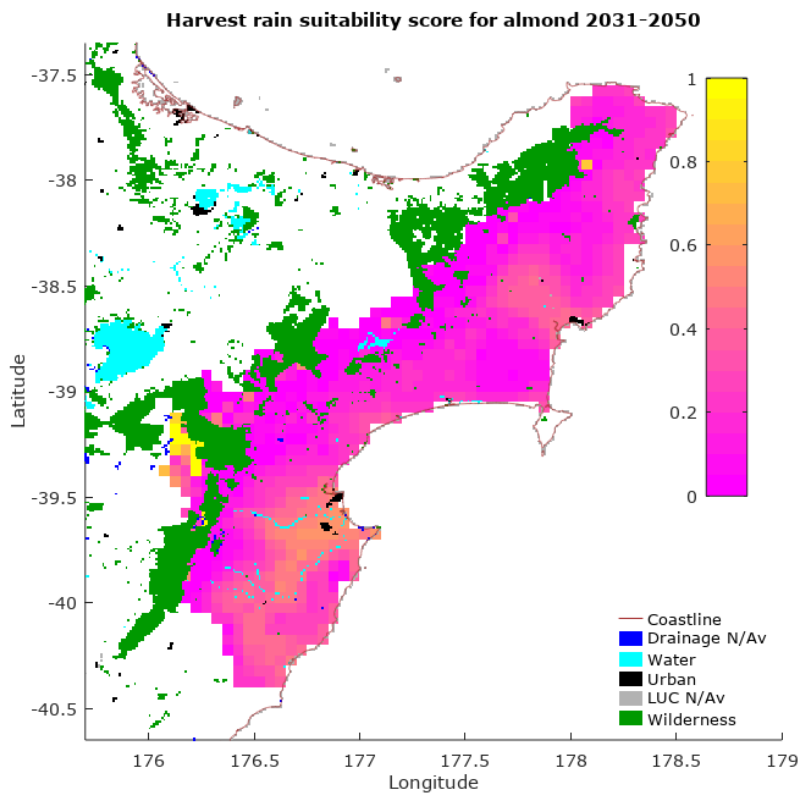 Harvest rain suitability score for almond 2031-2050
-37.5
-38
-38.5
-39
-39.5
-40
-40.5
Latitude
176
176.5
177
177.5
178
178.5
179
Longitude
1
0.8
0.6
0.4
0.2
0
Coastline
Drainage N/Av
Water
Urban
LUC N/Av
Wilderness